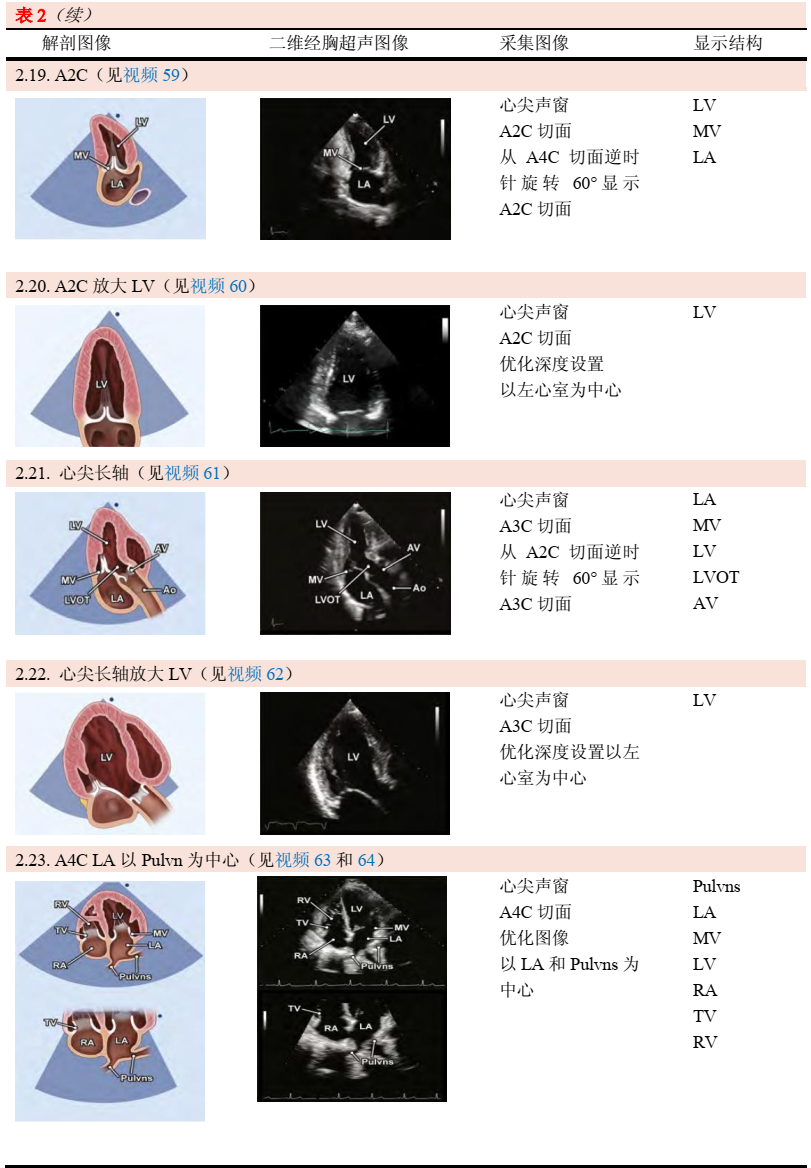 表 2（续）
解剖图像 二维经胸超声图像 采集图像 显示结构
2.19. A2C（见视频 59）
LV
MV
LA
LV
MV
LA
心尖声窗
A2C 切面
从 A4C 切面逆时
针旋转 60° 显示
A2C 切面
LV
MV
LA
2.20. A2C 放大 LV（见视频 60）
LV
LV
心尖声窗
A2C 切面
优化深度设置
以左心室为中心
LV
2.21. 心尖长轴（见视频 61）
LV
AV
MV
LVOT
LA
Ao
LV
AV
MV
LVOT
LA
Ao
心尖声窗
A3C 切面
从 A2C 切面逆时
针旋转 60° 显示
A3C 切面
LA
MV
LV
LVOT
AV
2.22. 心尖长轴放大 LV（见视频 62）
LV
LV
心尖声窗
A3C 切面
优化深度设置以左
心室为中心
LV
2.23. A4C LA 以 Pulvn 为中心（见视频 63 和 64）
RV
LV
TV
MV
LA
RA
Pulvns
TV
RA
LA
Pulvns
RV
LV
TV
MV
LA
RA
Pulvns
TV
RA
LA
Pulvns
心尖声窗
A4C 切面
优化图像
以 LA 和 Pulvns 为
中心
Pulvns
LA
MV
LV
RA
TV
RV